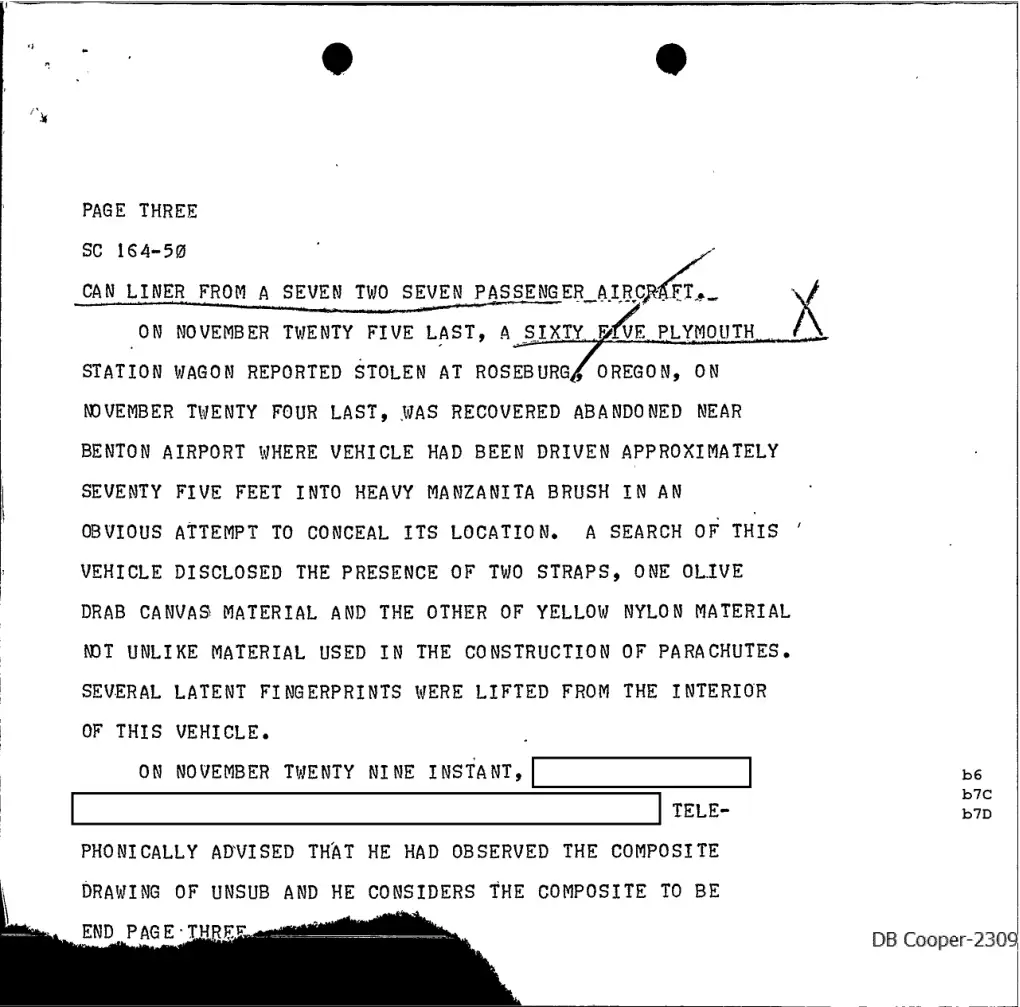 PAGE THREE
SC 164-50
CAN LINER FROM A SEVEN TWO SEVEN PASSENGER AIRCRAFT.
ON NOVEMBER TWENTY FIVE LAST, A SIXTY FIVE PLYMOUTH X
STATION WAGON REPORTED STOLEN AT ROSEBURG, OREGON, ON
NOVEMBER TWENTY FOUR LAST, WAS RECOVERED ABANDONED NEAR
BENTON AIRPORT WHERE VEHICLE HAD BEEN DRIVEN APPROXIMATELY
SEVENTY FIVE FEET INTO HEAVY MANZANITA BRUSH IN AN
OBVIOUS ATTEMPT TO CONCEAL ITS LOCATION. A SEARCH OF THIS
VEHICLE DISCLOSED THE PRESENCE OF TWO STRAPS, ONE OLIVE
DRAB CANVAS MATERIAL AND THE OTHER OF YELLOW NYLON MATERIAL
NOT UNLIKE MATERIAL USED IN THE CONSTRUCTION OF PARACHUTES.
SEVERAL LATENT FINGERPRINTS WERE LIFTED FROM THE INTERIOR
OF THIS VEHICLE.
ON NOVEMBER TWENTY NINE INSTANT,
b6
b7C
TELE-
b7D
PHONICALLY ADVISED THAT HE HAD OBSERVED THE COMPOSITE
DRAWING OF UNSUB AND HE CONSIDERS THE COMPOSITE TO BE
END PAGE THREE
DB Cooper-2309